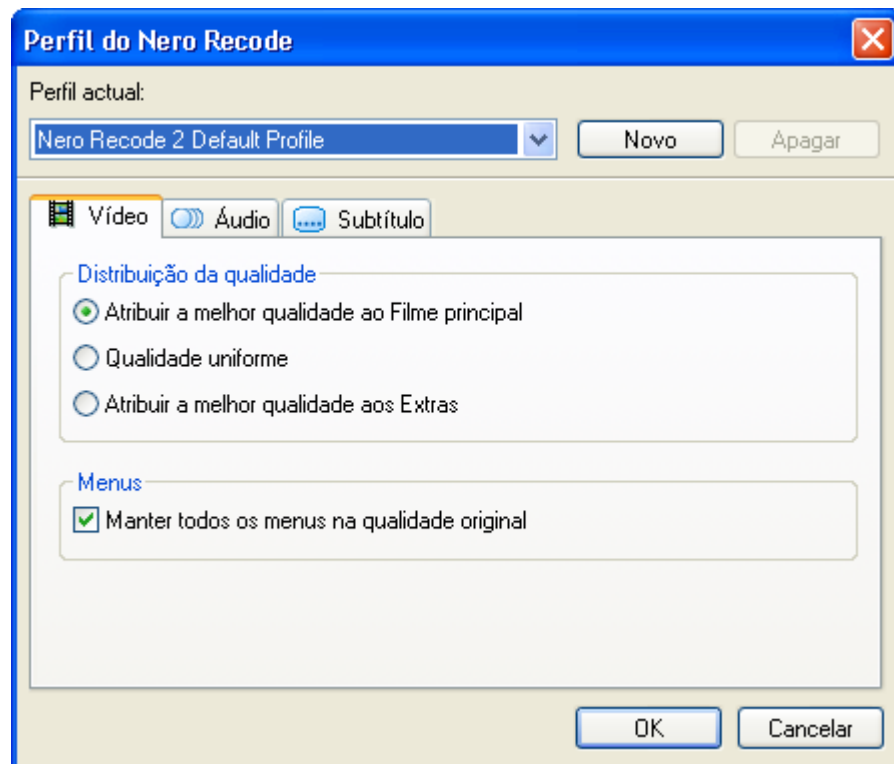 Perfil do Nero Recode
Perfil actual:
Nero Recode 2 Default Profile
Novo
Apagar
Vídeo
Áudio
Subtítulo
Distribuição da qualidade
Atribuir a melhor qualidade ao Filme principal
Qualidade uniforme
Atribuir a melhor qualidade aos Extras
Menus
Manter todos os menus na qualidade original
OK
Cancelar